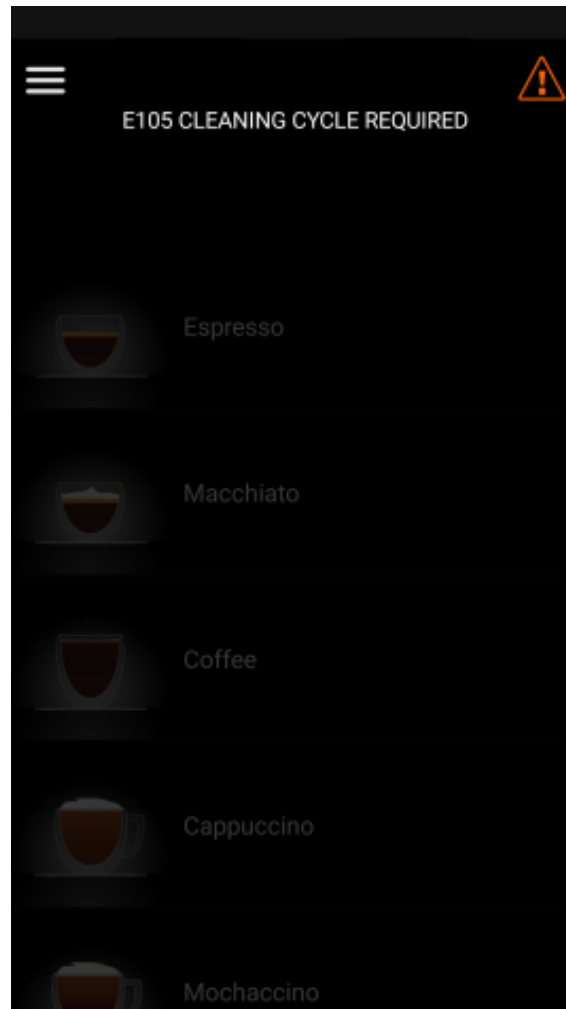 E105 CLEANING CYCLE REQUIRED
Espresso
Macchiato
Coffee
Cappuccino
Mochaccino